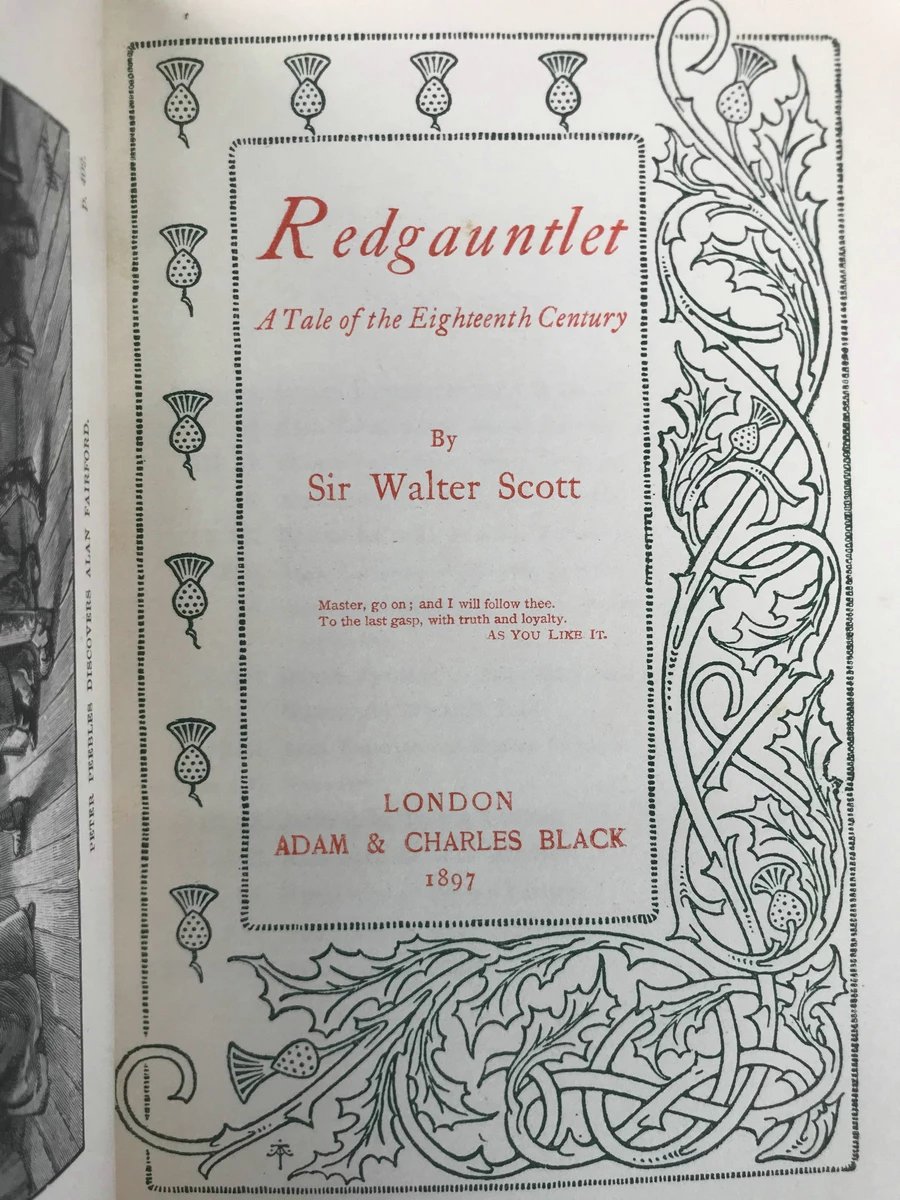 PETER PEEBLES DISCOVERS ALAN FAIRFORD.
Redgauntlet
A Tale of the Eighteenth Century
By
Sir Walter Scott
Master, go on; and I will follow thee.
To the last gasp, with truth and loyalty.
AS YOU LIKE IT.
LONDON
ADAM & CHARLES BLACK
1897